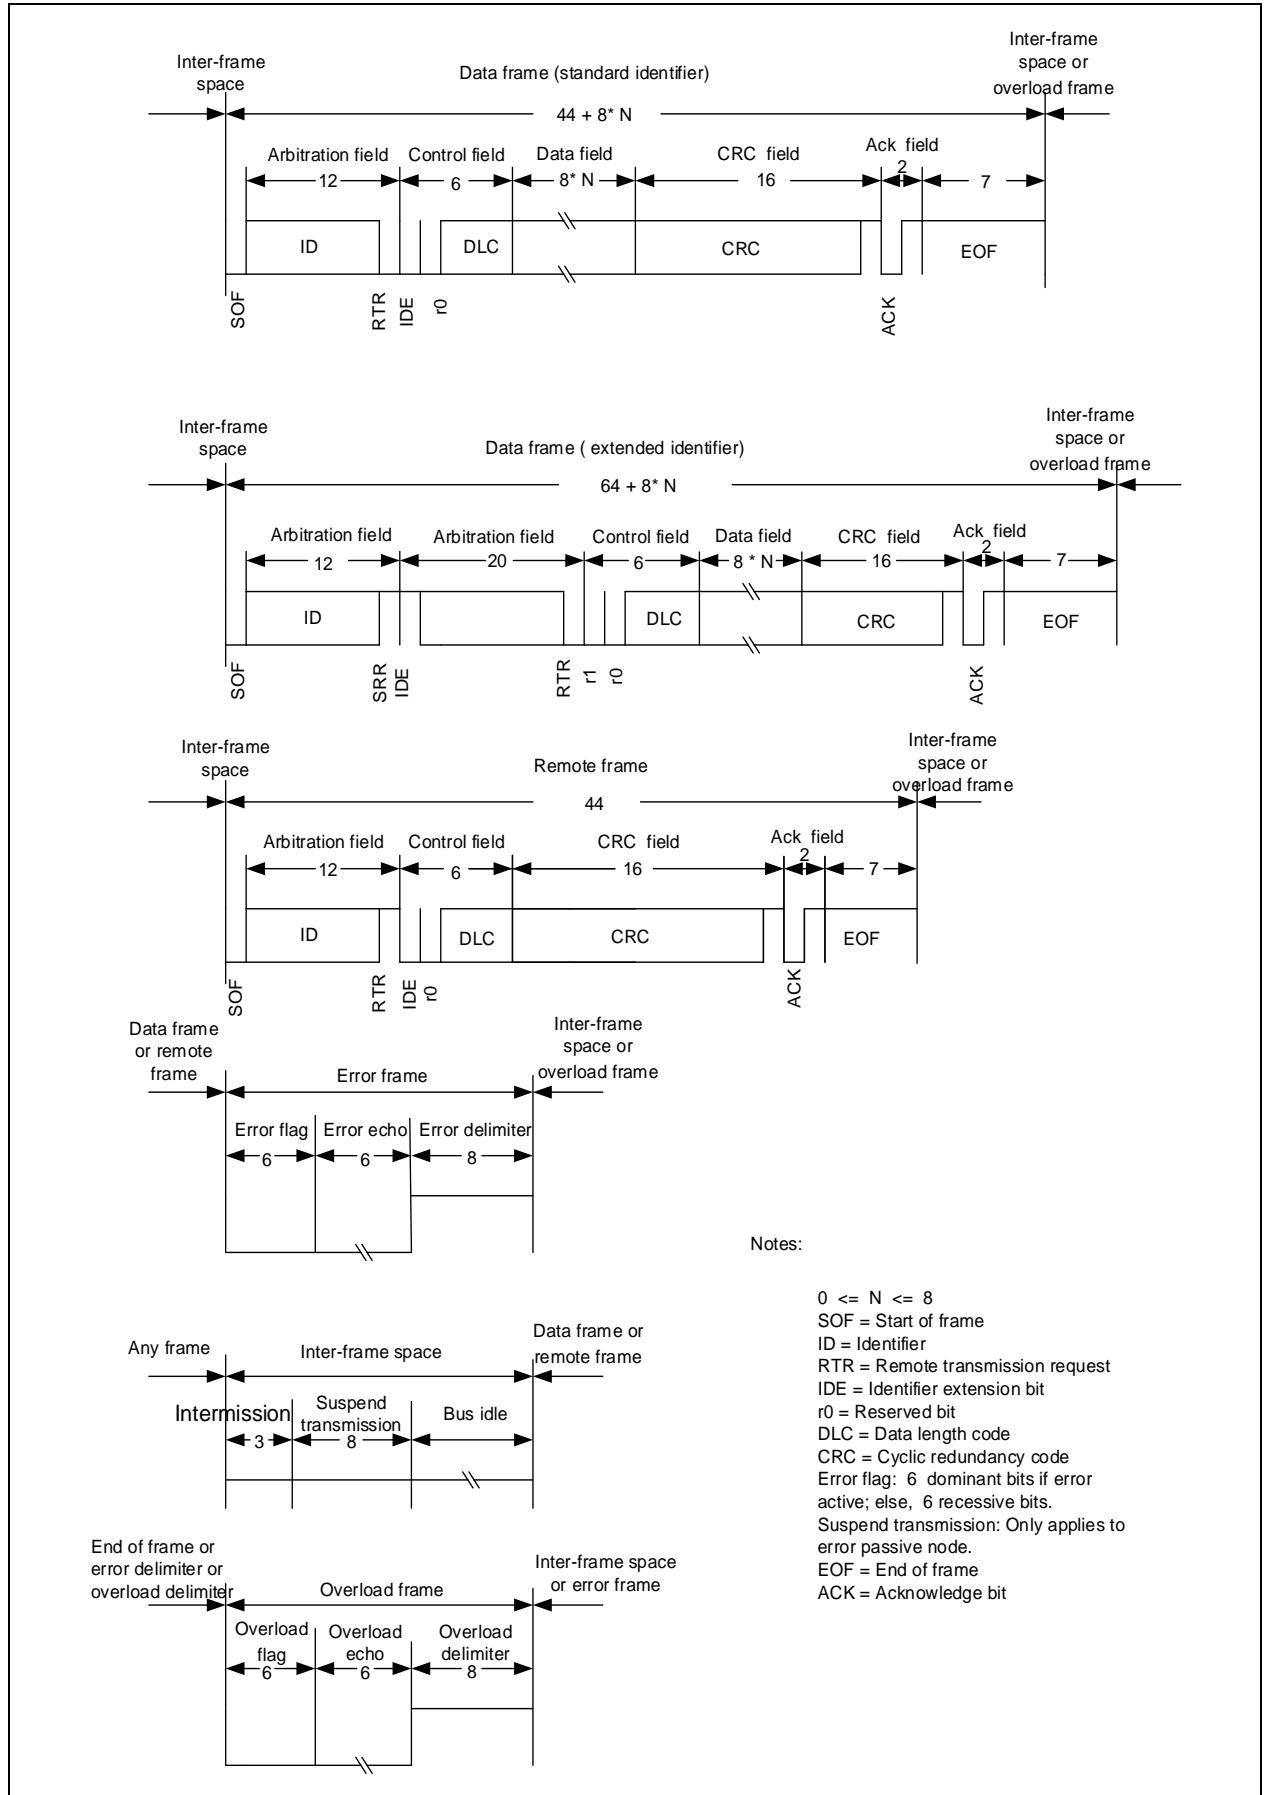 Inter-frame
space
Data frame (standard identifier)
Inter-frame
space or
overload frame
44 + 8* N
Arbitration field
Control field
Data field
CRC field
Ack field
12
6
8* N
16
2
7
ID
DLC
CRC
EOF
SOF
RTR
IDE
r0
ACK
Inter-frame
space
Data frame ( extended identifier)
Inter-frame
space or
overload frame
64 + 8* N
Arbitration field
Arbitration field
Control field
Data field
CRC field
Ack field
12
20
6
8 * N
16
2
7
ID
DLC
CRC
EOF
SOF
SRR
IDE
RTR
r1
r0
ACK
Inter-frame
space
Remote frame
Inter-frame
space or
overload frame
44
Arbitration field
Control field
CRC field
Ack field
12
6
16
2
7
ID
DLC
CRC
EOF
SOF
RTR
IDE
r0
ACK
Data frame
or remote
frame
Error frame
Inter-frame
space or
overload frame
Error flag
Error echo
Error delimiter
6
6
8
Any frame
Inter-frame space
Data frame or
remote frame
Intermission
Suspend
transmission
Bus idle
3
8
End of frame or
error delimiter or
overload delimiter
Overload frame
Inter-frame space
or error frame
Overload
flag
Overload
echo
Overload
delimiter
6
6
8
Notes:
0 <= N <= 8
SOF = Start of frame
ID = Identifier
RTR = Remote transmission request
IDE = Identifier extension bit
r0 = Reserved bit
DLC = Data length code
CRC = Cyclic redundancy code
Error flag: 6 dominant bits if error
active; else, 6 recessive bits.
Suspend transmission: Only applies to
error passive node.
EOF = End of frame
ACK = Acknowledge bit